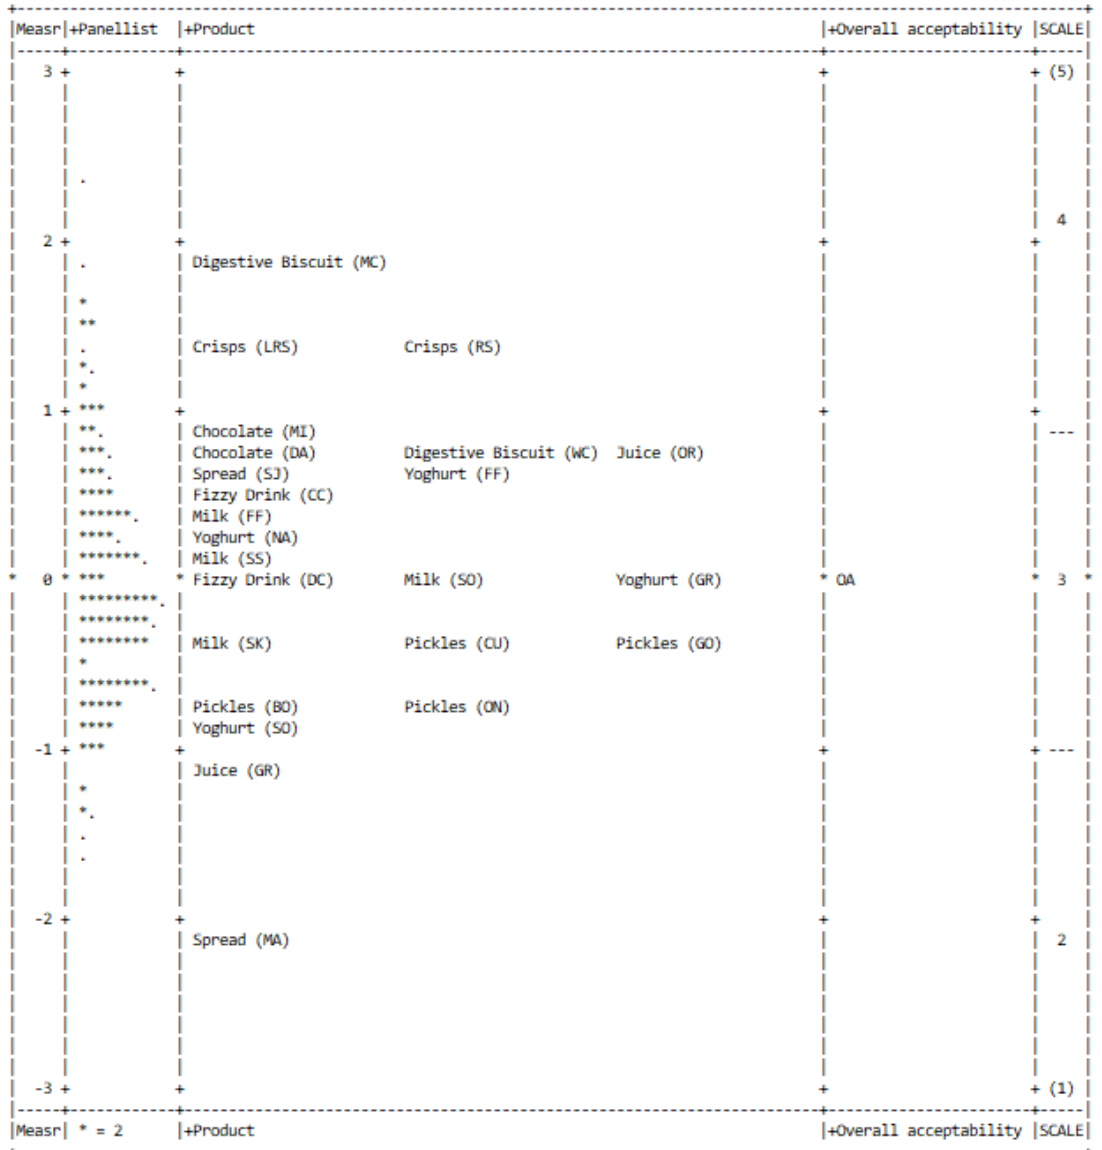 Measr +Panellist +Product +Overall acceptability SCALE
3 + + + + (5)
.
4
2 + + + +
. Digestive Biscuit (MC)
*
**
. Crisps (LRS) Crisps (RS)
*.
*
1 + *** + + +
**. Chocolate (MI) ---
***. Chocolate (DA) Digestive Biscuit (WC) Juice (OR)
***. Spread (SJ) Yoghurt (FF)
**** Fizzy Drink (CC)
******. Milk (FF)
****. Yoghurt (NA)
*******. Milk (SS)
* 0 * *** * Fizzy Drink (DC) Milk (SO) Yoghurt (GR) * OA * 3 *
*********.
********.
******** Milk (SK) Pickles (CU) Pickles (GO)
*
********.
***** Pickles (BO) Pickles (ON)
**** Yoghurt (SO)
-1 + *** + + + ---
Juice (GR)
*
*.
.
.
-2 + + + +
Spread (MA) 2
-3 + + + + (1)
Measr * = 2 +Product +Overall acceptability SCALE